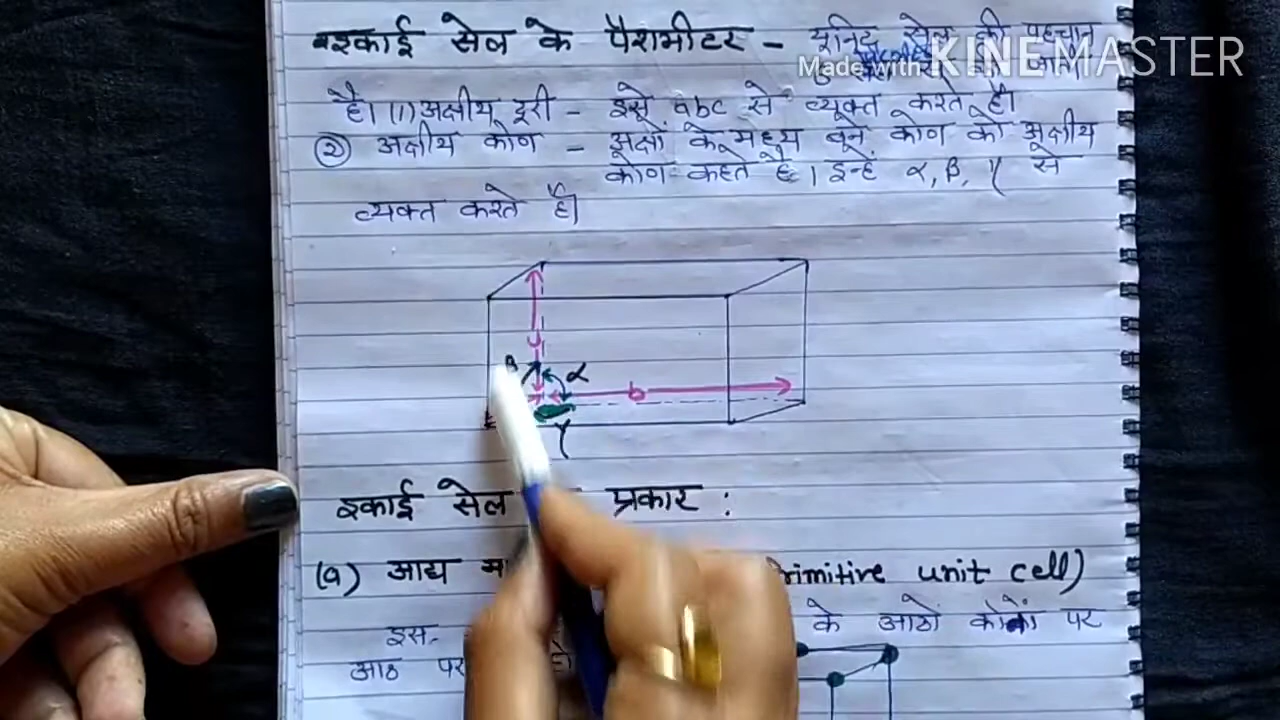 इकाई सेल के पैरामीटर - यूनिट सेल की पहचान
Made with KINEMASTER
है। (1) अक्षीय दूरी - इसे abc से व्यक्त करते हैं।
② अक्षीय कोण - अक्षों के मध्य बने कोण को अक्षीय
कोण कहते है। इन्हें α, β, γ से
व्यक्त करते हैं।
β α b
γ
इकाई सेल प्रकार :
(a) आद्य primitive unit cell)
इस के आठों कोनों पर
आठ